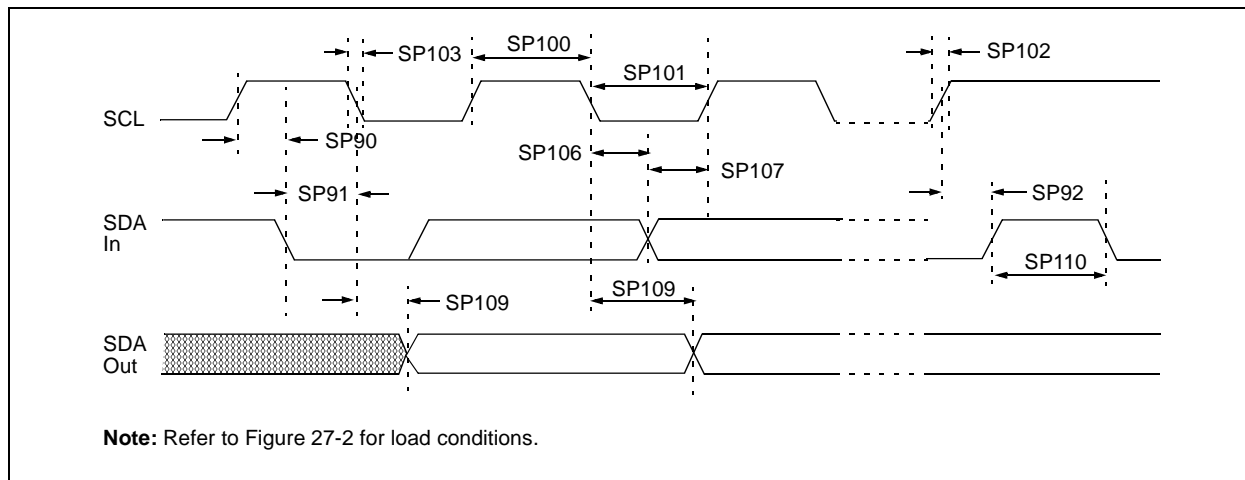 SP103
SP100
SP101
SP102
SCL
SP90
SP106
SP107
SP91
SP92
SDA
In
SP110
SP109
SP109
SDA
Out
Note: Refer to Figure 27-2 for load conditions.